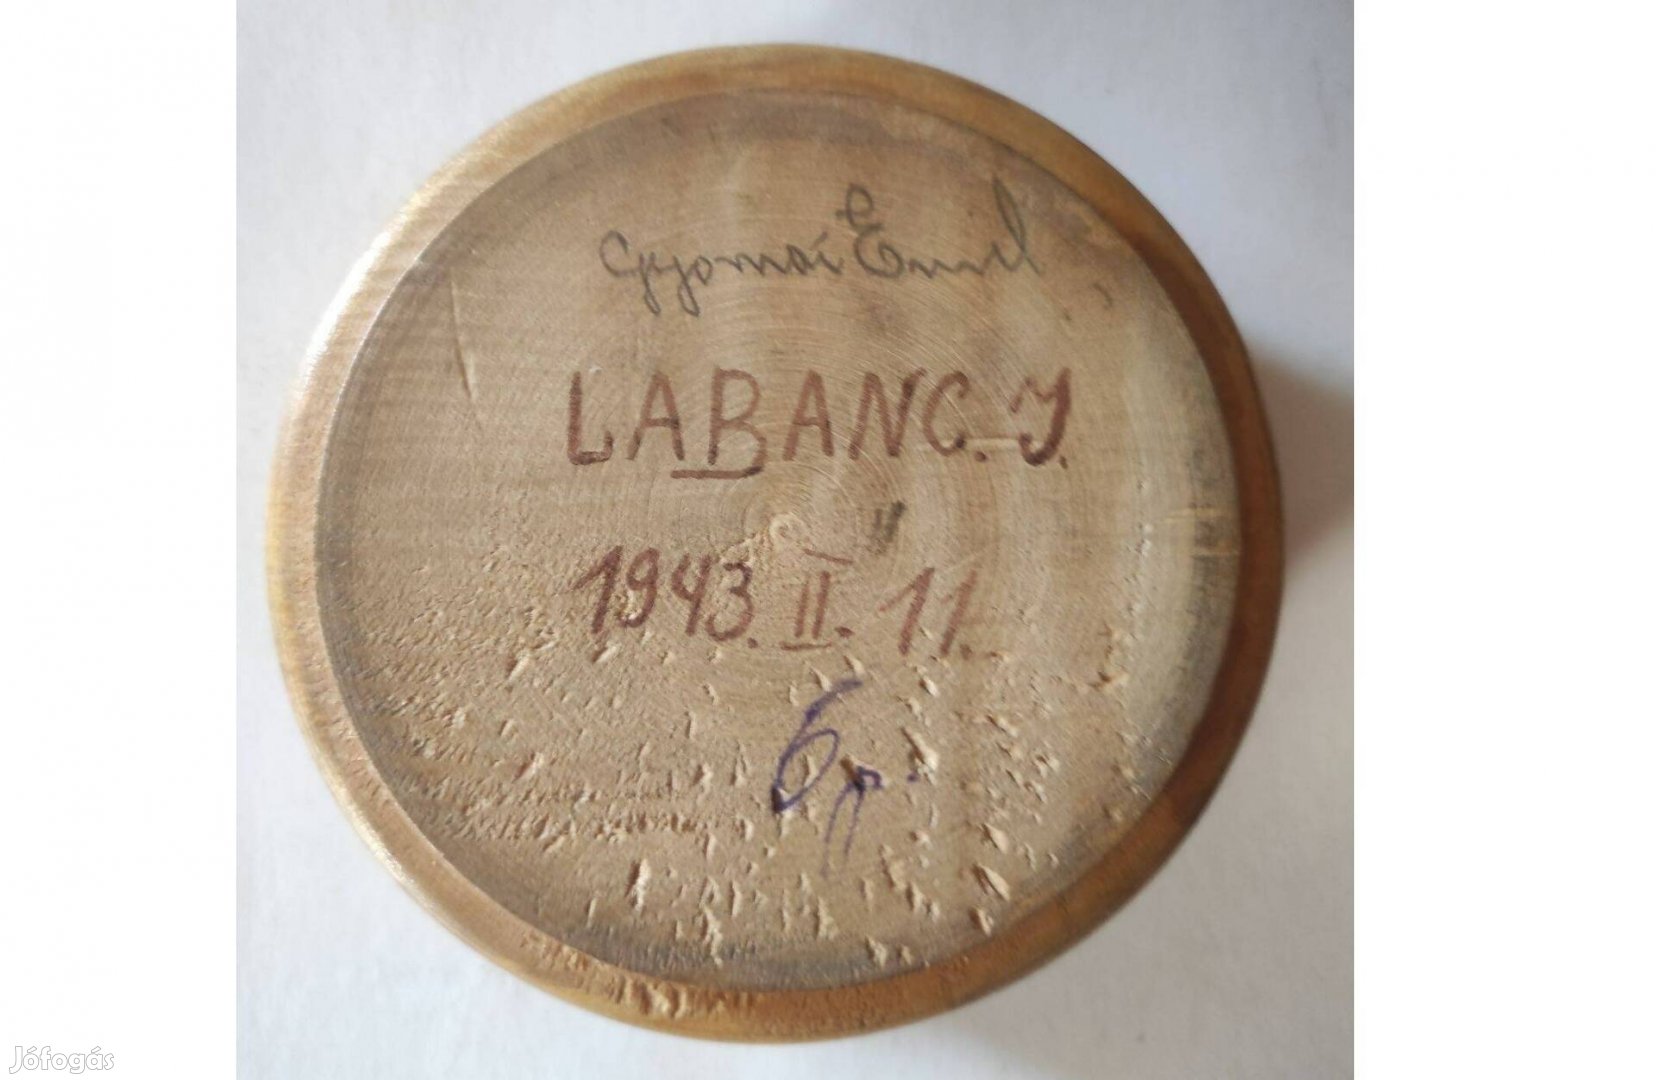 Gyomai Emil
LABANC. J.
1943. II. 11.
6 p.
Jófogás